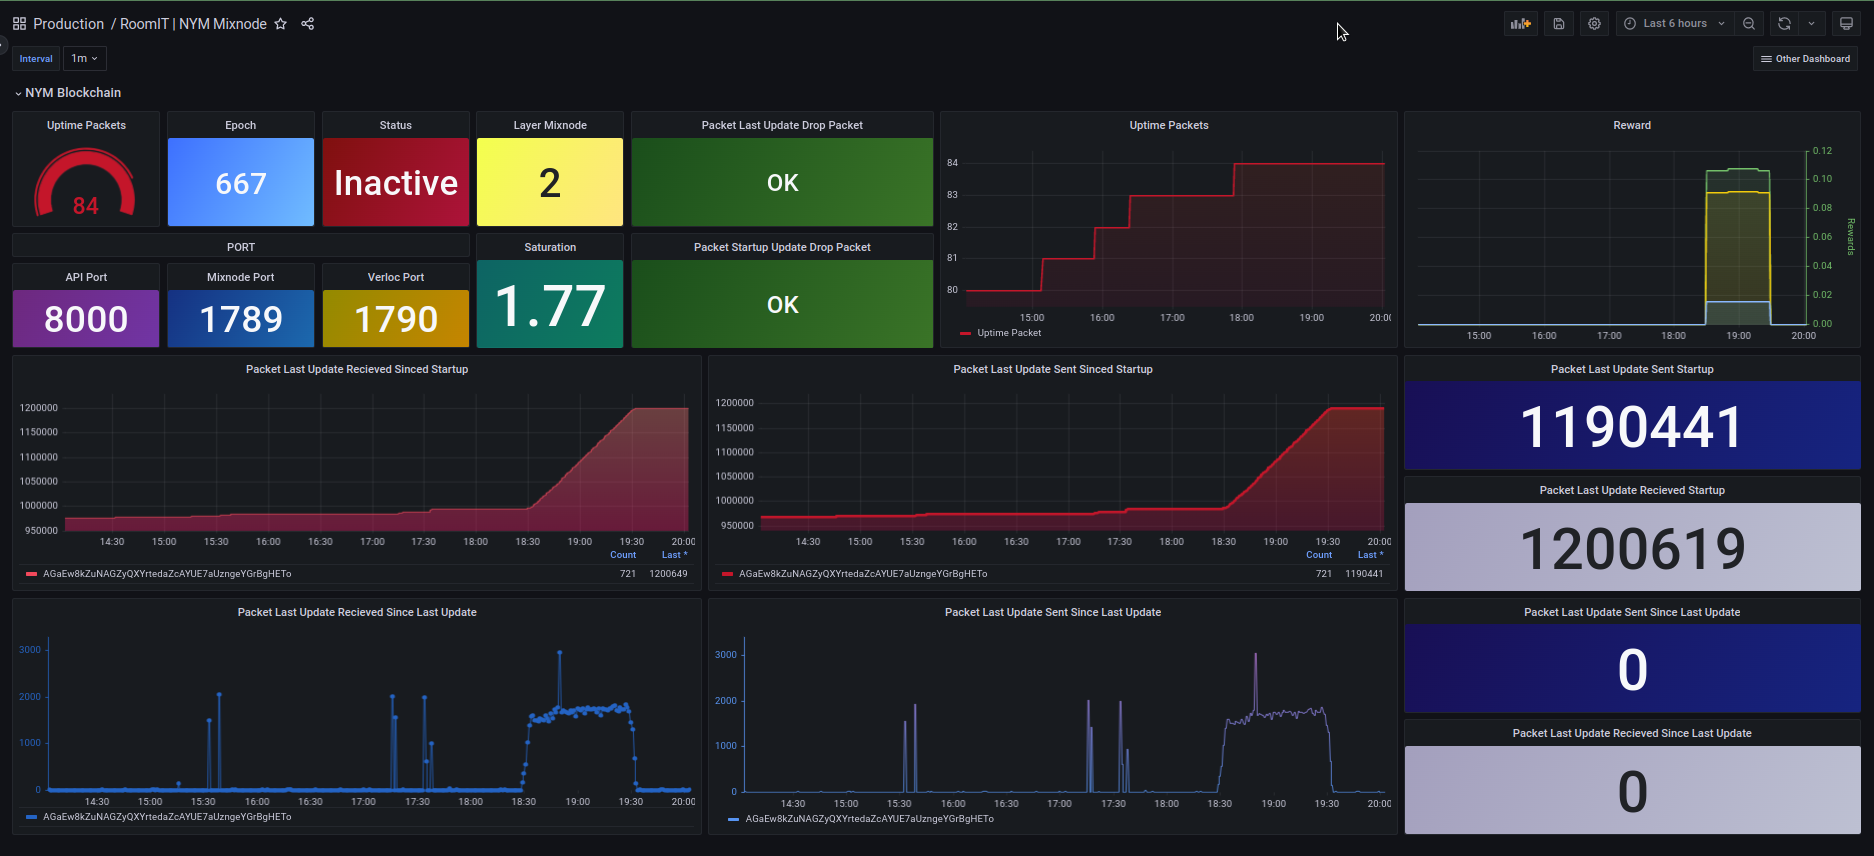 Production / RoomIT | NYM Mixnode
Last 6 hours
Interval 1m
Other Dashboard
NYM Blockchain
Uptime Packets
84
Epoch
667
Status
Inactive
Layer Mixnode
2
Packet Last Update Drop Packet
OK
PORT
API Port
8000
Mixnode Port
1789
Verloc Port
1790
Saturation
1.77
Packet Startup Update Drop Packet
OK
Uptime Packets
84
83
82
81
80
15:00 16:00 17:00 18:00 19:00 20:00
Uptime Packet
Reward
0.12
0.10
0.08
0.06
0.04
0.02
0.00
Rewards
15:00 16:00 17:00 18:00 19:00 20:00
Packet Last Update Recieved Sinced Startup
1200000
1150000
1100000
1050000
1000000
950000
14:30 15:00 15:30 16:00 16:30 17:00 17:30 18:00 18:30 19:00 19:30 20:00
Count Last *
AGaEw8kZuNAGZyQXYrtedaZcAYUE7aUzngeYGrBgHETo 721 1200649
Packet Last Update Sent Sinced Startup
1200000
1150000
1100000
1050000
1000000
950000
14:30 15:00 15:30 16:00 16:30 17:00 17:30 18:00 18:30 19:00 19:30 20:00
Count Last *
AGaEw8kZuNAGZyQXYrtedaZcAYUE7aUzngeYGrBgHETo 721 1190441
Packet Last Update Sent Startup
1190441
Packet Last Update Recieved Startup
1200619
Packet Last Update Recieved Since Last Update
3000
2000
1000
0
14:30 15:00 15:30 16:00 16:30 17:00 17:30 18:00 18:30 19:00 19:30 20:00
AGaEw8kZuNAGZyQXYrtedaZcAYUE7aUzngeYGrBgHETo
Packet Last Update Sent Since Last Update
3000
2000
1000
0
14:30 15:00 15:30 16:00 16:30 17:00 17:30 18:00 18:30 19:00 19:30 20:00
AGaEw8kZuNAGZyQXYrtedaZcAYUE7aUzngeYGrBgHETo
Packet Last Update Sent Since Last Update
0
Packet Last Update Recieved Since Last Update
0